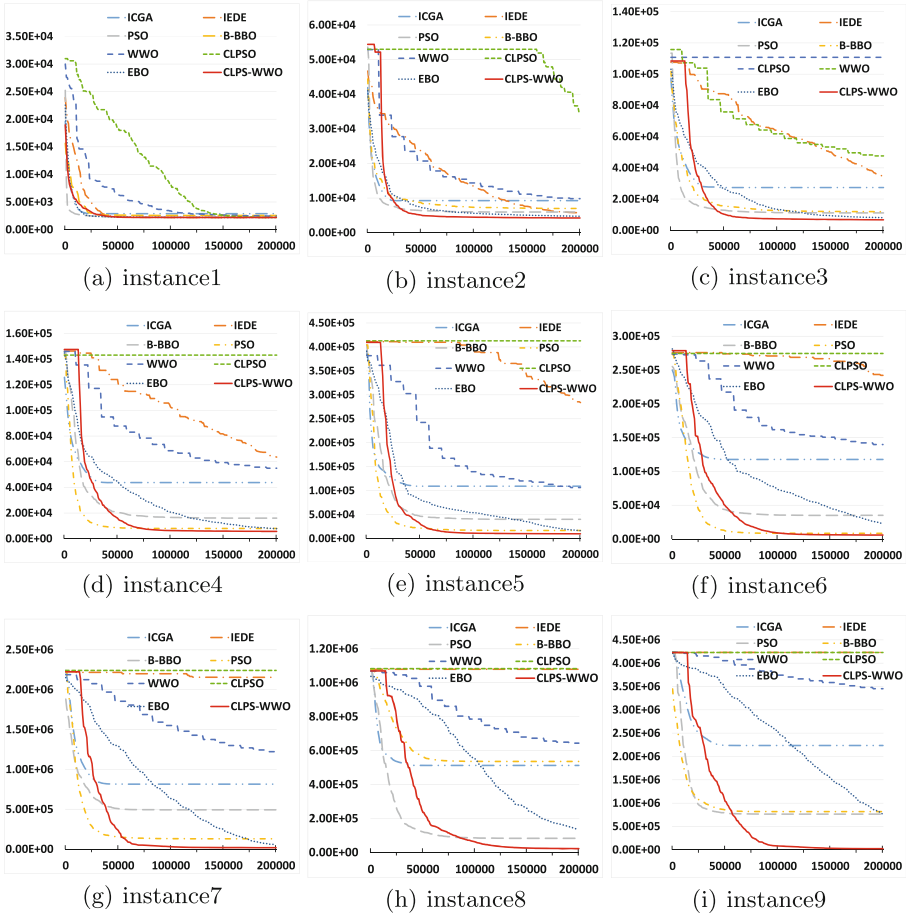 ICGA IEDE
PSO B-BBO
WWO CLPSO
EBO CLPS-WWO
3.50E+04
3.00E+04
2.50E+04
2.00E+04
1.50E+04
1.00E+04
5.00E+03
0.00E+00
0 50000 100000 150000 200000
(a) instance1
ICGA IEDE
PSO B-BBO
WWO CLPSO
EBO CLPS-WWO
6.00E+04
5.00E+04
4.00E+04
3.00E+04
2.00E+04
1.00E+04
0.00E+00
0 50000 100000 150000 200000
(b) instance2
ICGA IEDE
PSO B-BBO
CLPSO WWO
EBO CLPS-WWO
1.40E+05
1.20E+05
1.00E+05
8.00E+04
6.00E+04
4.00E+04
2.00E+04
0.00E+00
0 50000 100000 150000 200000
(c) instance3
ICGA IEDE
B-BBO PSO
WWO CLPSO
EBO CLPS-WWO
1.60E+05
1.40E+05
1.20E+05
1.00E+05
8.00E+04
6.00E+04
4.00E+04
2.00E+04
0.00E+00
0 50000 100000 150000 200000
(d) instance4
ICGA IEDE
B-BBO PSO
WWO CLPSO
EBO CLPS-WWO
4.50E+05
4.00E+05
3.50E+05
3.00E+05
2.50E+05
2.00E+05
1.50E+05
1.00E+05
5.00E+04
0.00E+00
0 50000 100000 150000 200000
(e) instance5
ICGA IEDE
B-BBO PSO
WWO CLPSO
EBO CLPS-WWO
3.00E+05
2.50E+05
2.00E+05
1.50E+05
1.00E+05
5.00E+04
0.00E+00
0 50000 100000 150000 200000
(f) instance6
ICGA IEDE
B-BBO PSO
WWO CLPSO
EBO CLPS-WWO
2.50E+06
2.00E+06
1.50E+06
1.00E+06
5.00E+05
0.00E+00
0 50000 100000 150000 200000
(g) instance7
ICGA IEDE
PSO B-BBO
WWO CLPSO
EBO CLPS-WWO
1.20E+06
1.00E+06
8.00E+05
6.00E+05
4.00E+05
2.00E+05
0.00E+00
0 50000 100000 150000 200000
(h) instance8
ICGA IEDE
PSO B-BBO
WWO CLPSO
EBO CLPS-WWO
4.50E+06
4.00E+06
3.50E+06
3.00E+06
2.50E+06
2.00E+06
1.50E+06
1.00E+06
5.00E+05
0.00E+00
0 50000 100000 150000 200000
(i) instance9